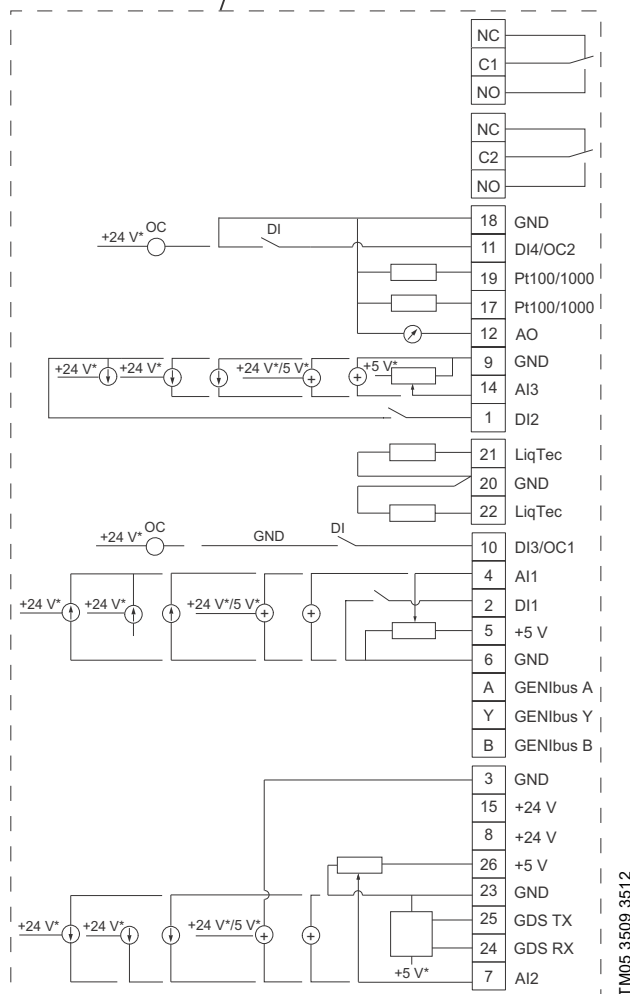 NC
C1
NO
NC
C2
NO
18 GND
+24 V* OC DI 11 DI4/OC2
19 Pt100/1000
17 Pt100/1000
12 AO
9 GND
+24 V* +24 V* +24 V*/5 V* +5 V*
14 AI3
1 DI2
21 LiqTec
20 GND
22 LiqTec
+24 V* OC GND DI 10 DI3/OC1
4 AI1
+24 V* +24 V* +24 V*/5 V* 2 DI1
5 +5 V
6 GND
A GENIbus A
Y GENIbus Y
B GENIbus B
3 GND
15 +24 V
8 +24 V
26 +5 V
23 GND
25 GDS TX
+24 V* +24 V* +24 V*/5 V* 24 GDS RX
+5 V* 7 AI2
TM05 3509 3512